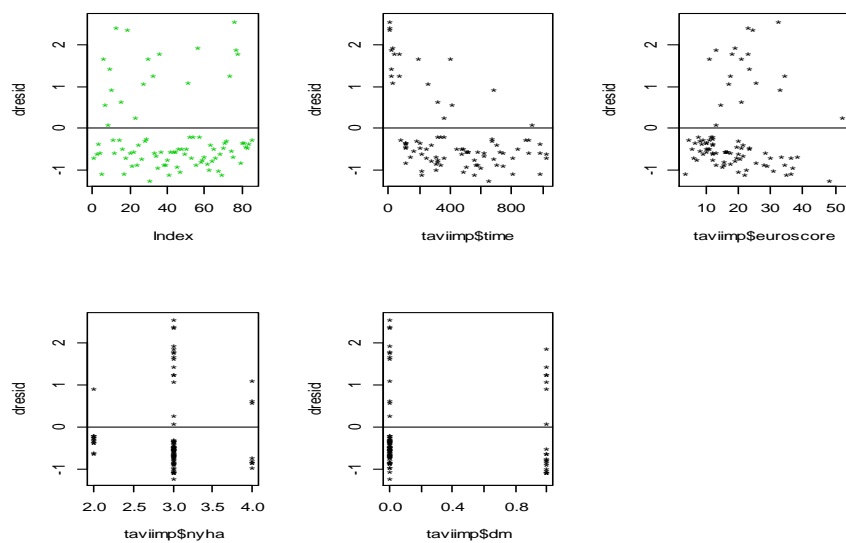 dresid
2
1
0
-1
0 20 40 60 80
Index
dresid
2
1
0
-1
0 400 800
taviimp$time
dresid
2
1
0
-1
10 20 30 40 50
taviimp$euroscore
dresid
2
1
0
-1
2.0 2.5 3.0 3.5 4.0
taviimp$nyha
dresid
2
1
0
-1
0.0 0.4 0.8
taviimp$dm